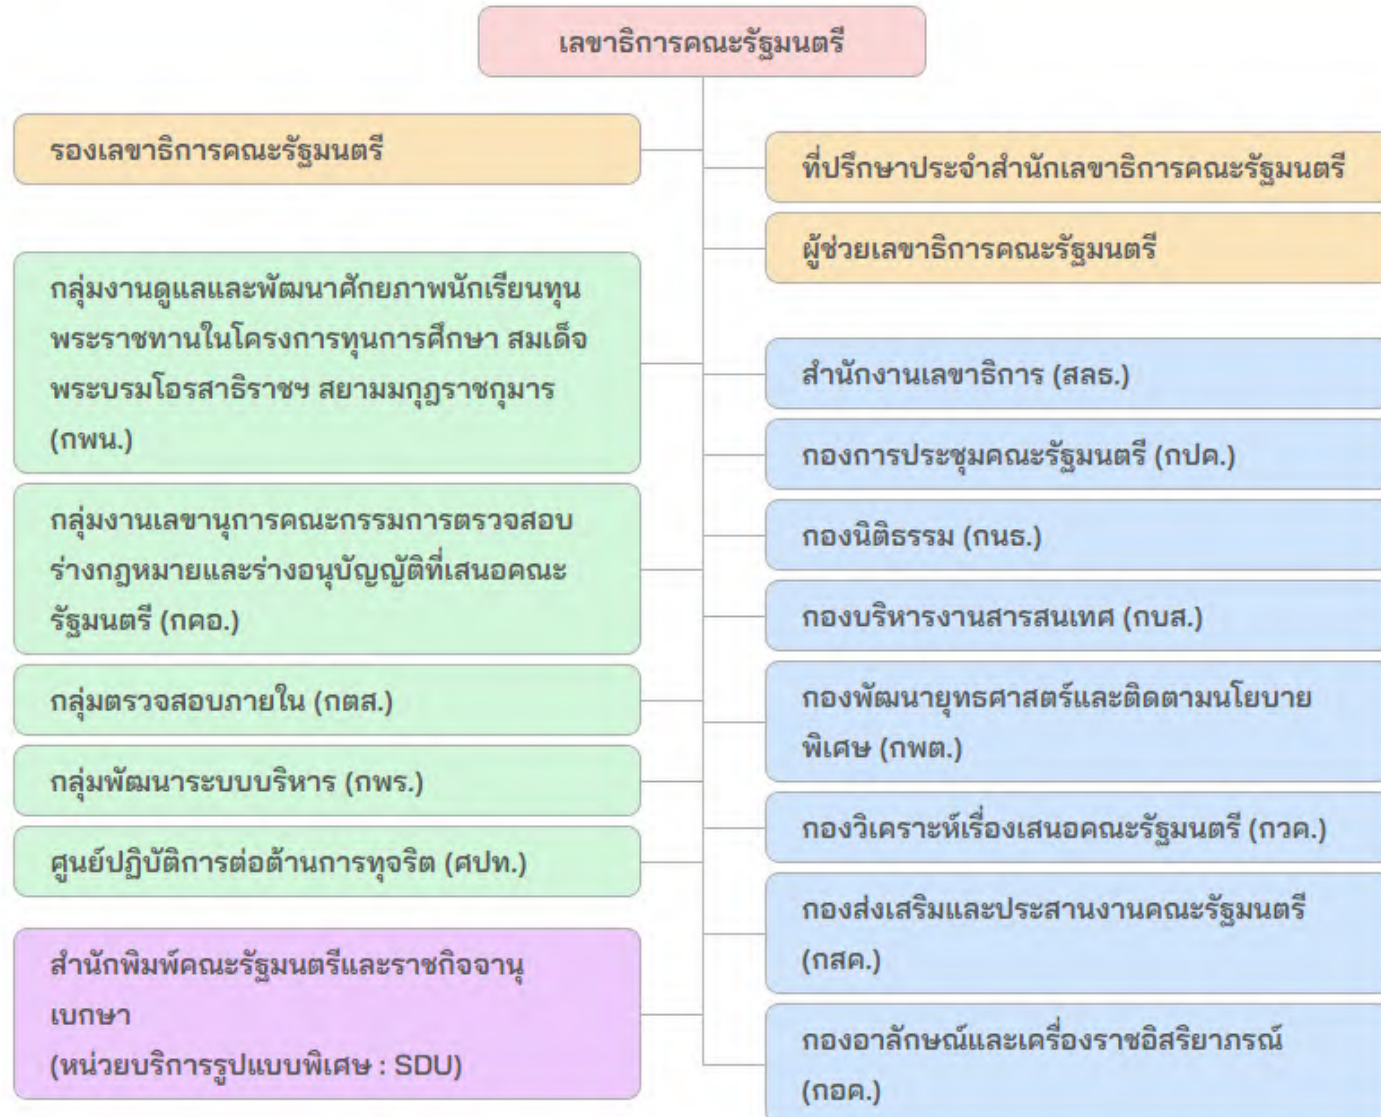 เลขาธิการคณะรัฐมนตรี
รองเลขาธิการคณะรัฐมนตรี
ที่ปรึกษาประจำสำนักเลขาธิการคณะรัฐมนตรี
ผู้ช่วยเลขาธิการคณะรัฐมนตรี
กลุ่มงานดูแลและพัฒนาศักยภาพนักเรียนทุน
พระราชทานในโครงการทุนการศึกษา สมเด็จ
พระบรมโอรสาธิราชฯ สยามมกุฎราชกุมาร
(กพน.)
กลุ่มงานเลขานุการคณะกรรมการตรวจสอบ
ร่างกฎหมายและร่างอนุบัญญัติที่เสนอคณะ
รัฐมนตรี (กคอ.)
กลุ่มตรวจสอบภายใน (กตส.)
กลุ่มพัฒนาระบบบริหาร (กพร.)
ศูนย์ปฏิบัติการต่อต้านการทุจริต (ศปท.)
สำนักพิมพ์คณะรัฐมนตรีและราชกิจจานุ
เบกษา
(หน่วยบริการรูปแบบพิเศษ : SDU)
สำนักงานเลขาธิการ (สลธ.)
กองการประชุมคณะรัฐมนตรี (กปค.)
กองนิติธรรม (กนธ.)
กองบริหารงานสารสนเทศ (กบส.)
กองพัฒนายุทธศาสตร์และติดตามนโยบาย
พิเศษ (กพต.)
กองวิเคราะห์เรื่องเสนอคณะรัฐมนตรี (กวค.)
กองส่งเสริมและประสานงานคณะรัฐมนตรี
(กสค.)
กองอาลักษณ์และเครื่องราชอิสริยาภรณ์
(กอค.)